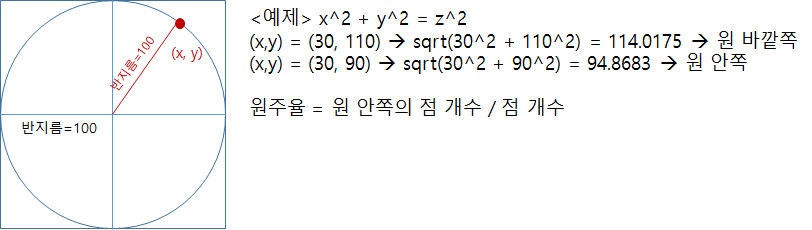 <예제> x^2 + y^2 = z^2
(x,y) = (30, 110) → sqrt(30^2 + 110^2) = 114.0175 → 원 바깥쪽
(x,y) = (30, 90) → sqrt(30^2 + 90^2) = 94.8683 → 원 안쪽
원주율 = 원 안쪽의 점 개수 / 점 개수
(x, y)
반지름=100
반지름=100